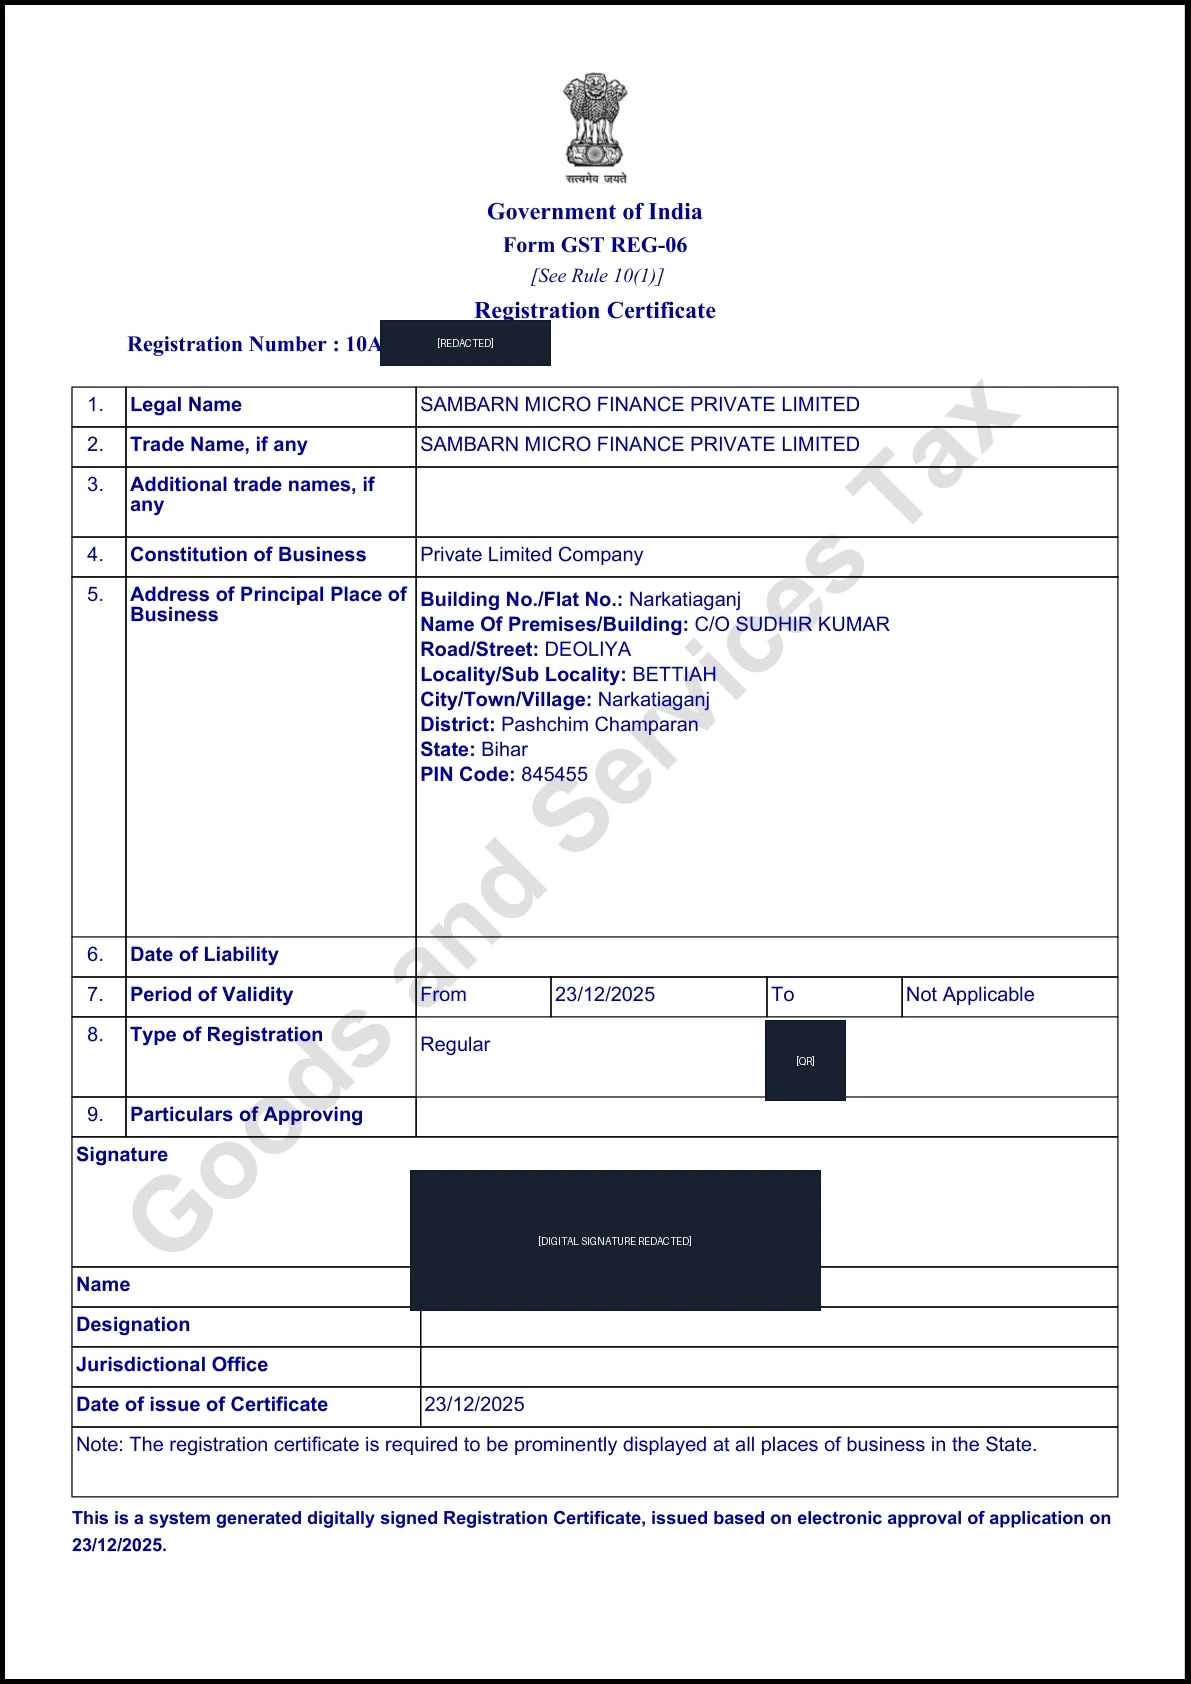 सत्यमेव जयते
Government of India
Form GST REG-06
[See Rule 10(1)]
Registration Certificate
Registration Number : 10A
[REDACTED]
1. Legal Name SAMBARN MICRO FINANCE PRIVATE LIMITED
2. Trade Name, if any SAMBARN MICRO FINANCE PRIVATE LIMITED
3. Additional trade names, if
any
4. Constitution of Business Private Limited Company
5. Address of Principal Place of
Business
Building No./Flat No.: Narkatiaganj
Name Of Premises/Building: C/O SUDHIR KUMAR
Road/Street: DEOLIYA
Locality/Sub Locality: BETTIAH
City/Town/Village: Narkatiaganj
District: Pashchim Champaran
State: Bihar
PIN Code: 845455
6. Date of Liability
7. Period of Validity From 23/12/2025 To Not Applicable
8. Type of Registration Regular
[QR]
9. Particulars of Approving
Signature
[DIGITAL SIGNATURE REDACTED]
Name
Designation
Jurisdictional Office
Date of issue of Certificate 23/12/2025
Note: The registration certificate is required to be prominently displayed at all places of business in the State.
This is a system generated digitally signed Registration Certificate, issued based on electronic approval of application on
23/12/2025.
Goods and Services Tax